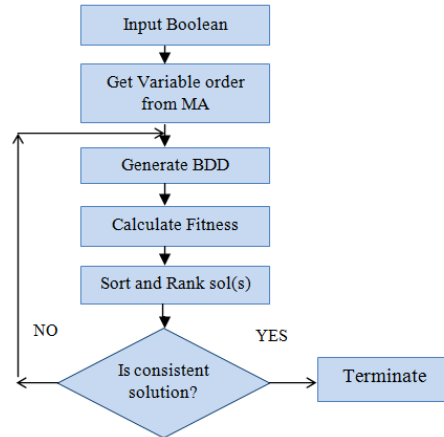 Input Boolean
Get Variable order
from MA
Generate BDD
Calculate Fitness
Sort and Rank sol(s)
NO
YES
Is consistent
solution?
Terminate